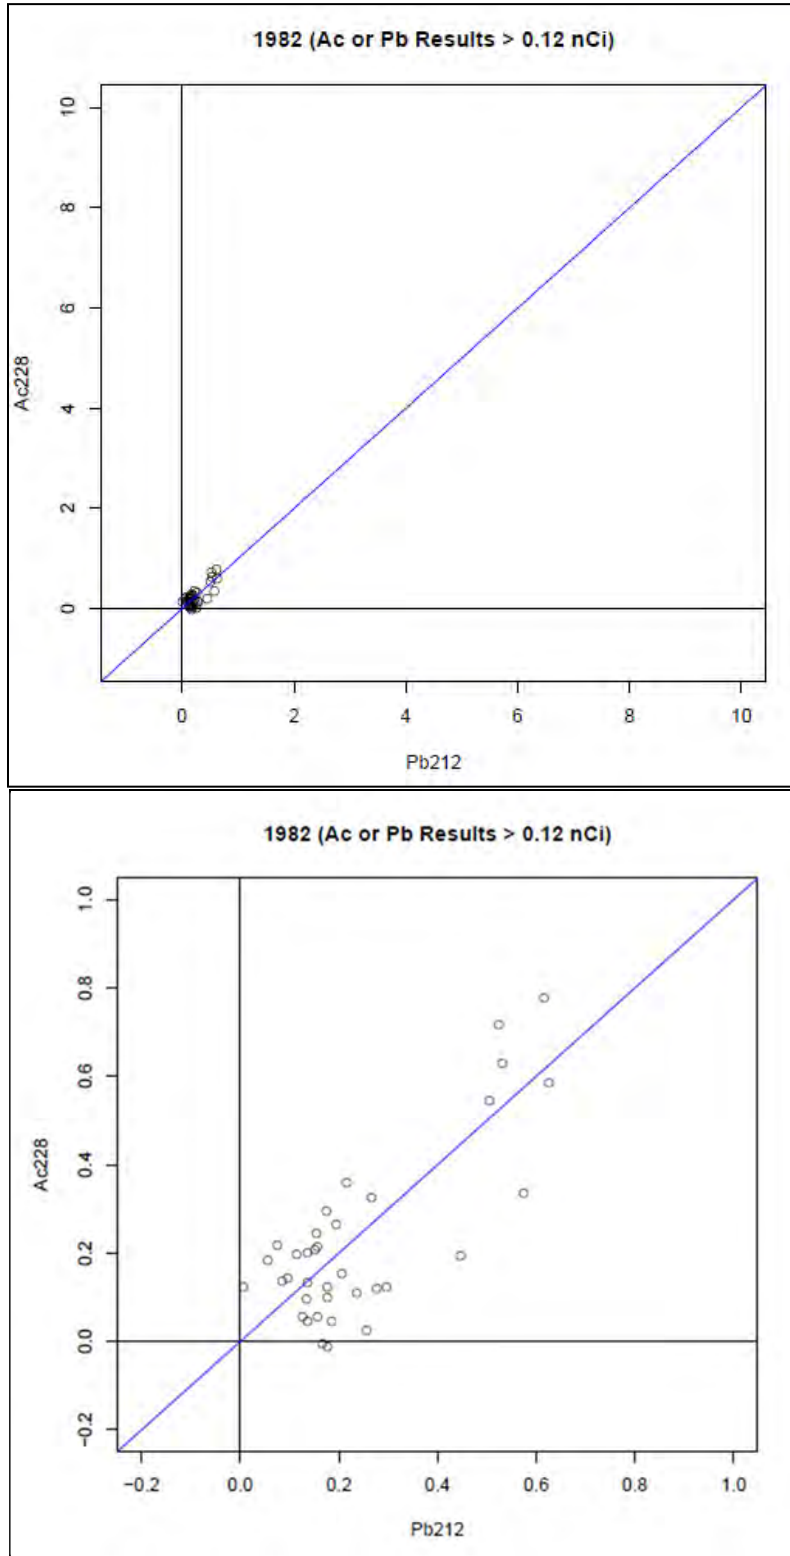 1982 (Ac or Pb Results > 0.12 nCi)
10
8
6
4
2
0
Ac228
0 2 4 6 8 10
Pb212
1982 (Ac or Pb Results > 0.12 nCi)
1.0
0.8
0.6
0.4
0.2
0.0
−0.2
Ac228
−0.2 0.0 0.2 0.4 0.6 0.8 1.0
Pb212